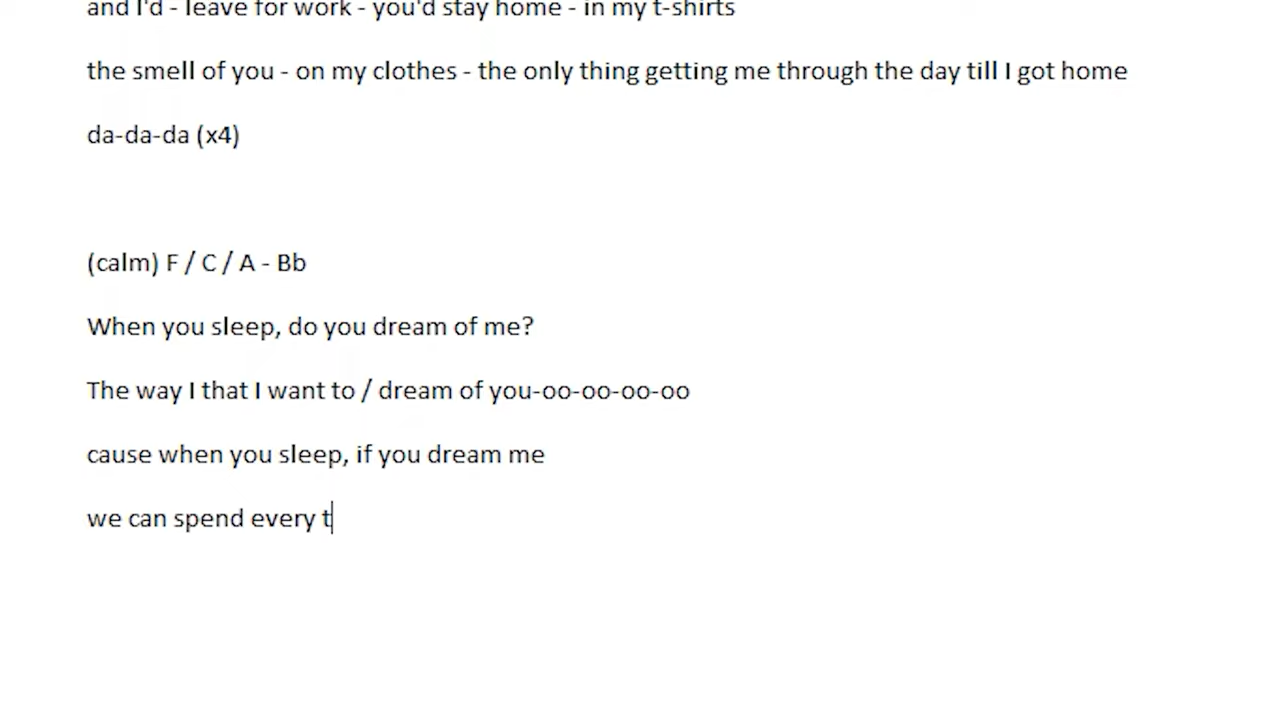 and I'd - leave for work - you'd stay home - in my t-shirts
the smell of you - on my clothes - the only thing getting me through the day till I got home
da-da-da (x4)
(calm) F / C / A - Bb
When you sleep, do you dream of me?
The way I that I want to / dream of you-oo-oo-oo-oo
cause when you sleep, if you dream me
we can spend every t